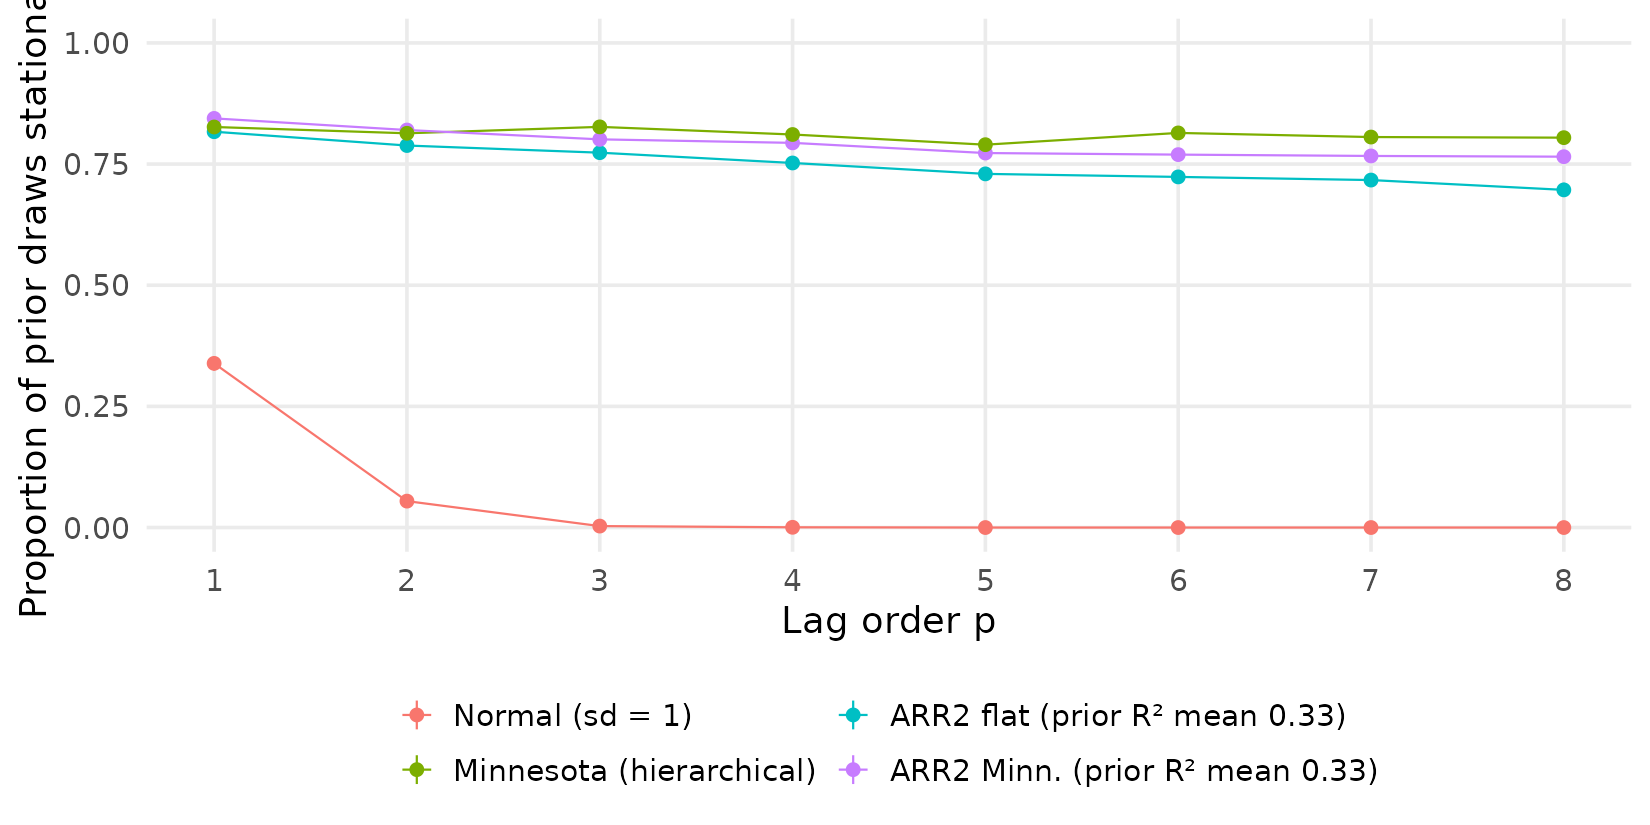 Proportion of prior draws stationa
1.00
0.75
0.50
0.25
0.00
1 2 3 4 5 6 7 8
Lag order p
Normal (sd = 1) ARR2 flat (prior R² mean 0.33)
Minnesota (hierarchical) ARR2 Minn. (prior R² mean 0.33)